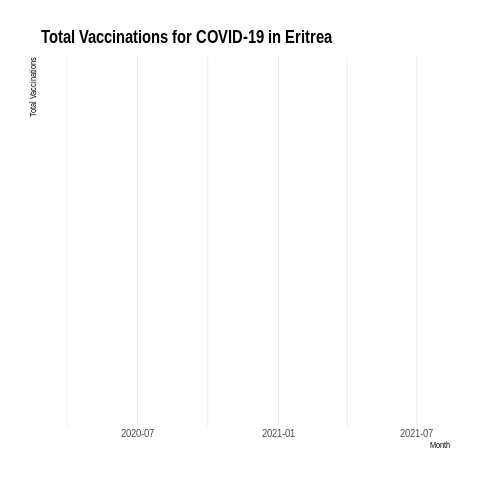 Total Vaccinations for COVID-19 in Eritrea
Total Vaccinations
2020-07
2021-01
2021-07
Month